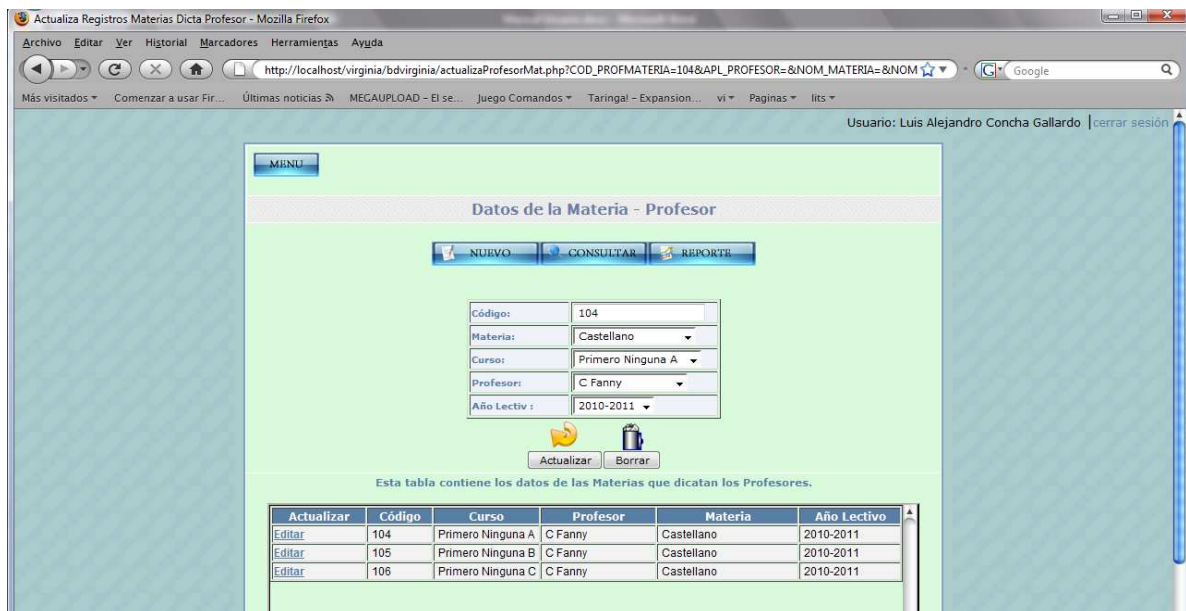 Actualiza Registros Materias Dicta Profesor - Mozilla Firefox
Archivo Editar Ver Historial Marcadores Herramientas Ayuda
http://localhost/virginia/bdvirginia/actualizaProfesorMat.php?COD_PROFMATERIA=104&APL_PROFESOR=&NOM_MATERIA=&NOM
Google
Más visitados Comenzar a usar Fir... Últimas noticias MEGAUPLOAD - El se... Juego Comandos Taringa! - Expansion... vi Paginas lits
Usuario: Luis Alejandro Concha Gallardo |cerrar sesión
MENU
Datos de la Materia - Profesor
NUEVO CONSULTAR REPORTE
Código: 104
Materia: Castellano
Curso: Primero Ninguna A
Profesor: C Fanny
Año Lectiv : 2010-2011
Actualizar Borrar
Esta tabla contiene los datos de las Materias que dicatan los Profesores.
Actualizar Código Curso Profesor Materia Año Lectivo
Editar 104 Primero Ninguna A C Fanny Castellano 2010-2011
Editar 105 Primero Ninguna B C Fanny Castellano 2010-2011
Editar 106 Primero Ninguna C C Fanny Castellano 2010-2011